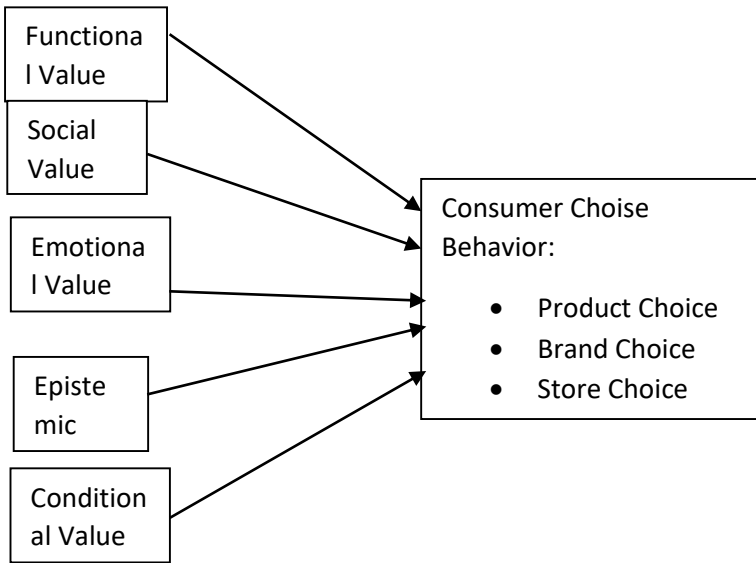 Functiona
l Value
Social
Value
Emotiona
l Value
Episte
mic
Condition
al Value
Consumer Choise
Behavior:
• Product Choice
• Brand Choice
• Store Choice